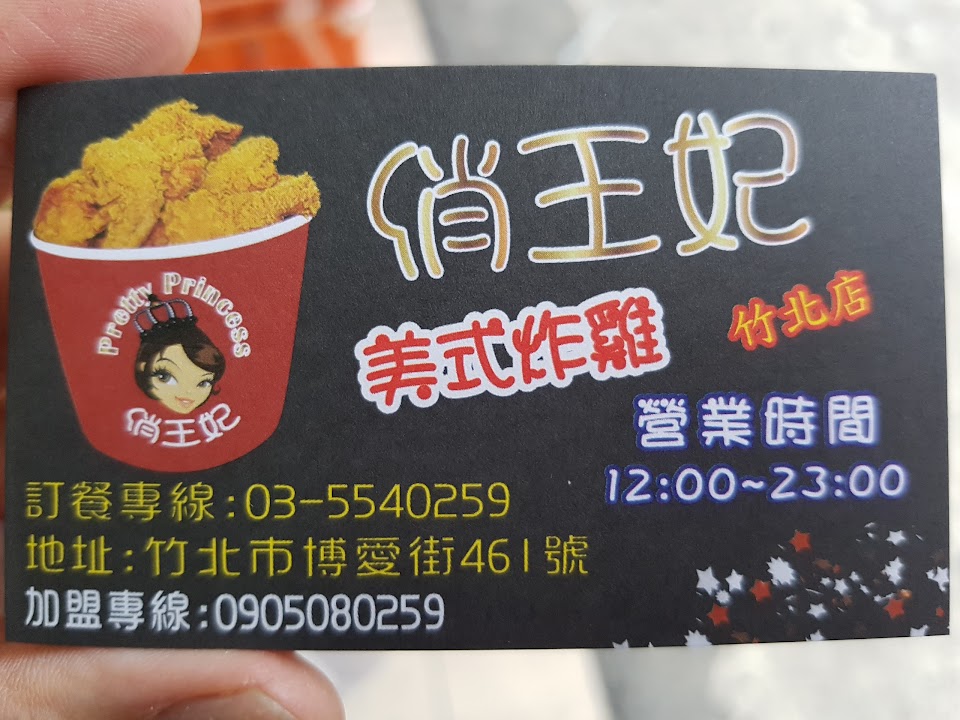 俏王妃
美式炸雞
竹北店
Pretty Princess
俏王妃
營業時間
12:00~23:00
訂餐專線:03-5540259
地址:竹北市博愛街461號
加盟專線:0905080259